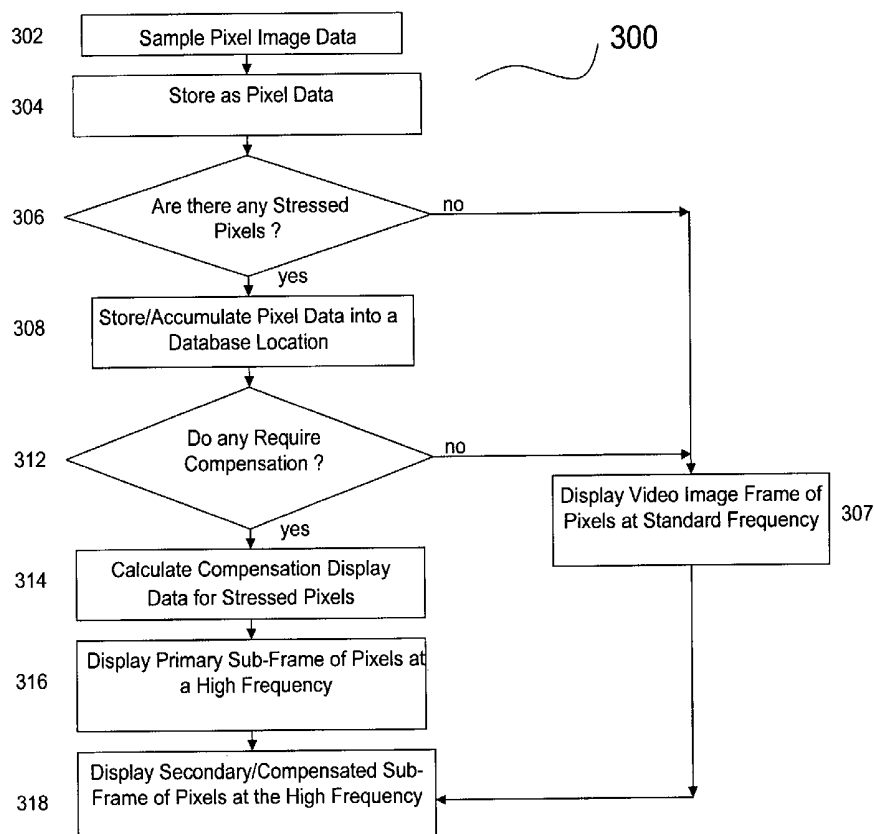 302
Sample Pixel Image Data
300
304
Store as Pixel Data
306
Are there any Stressed
Pixels ?
no
yes
308
Store/Accumulate Pixel Data into a
Database Location
312
Do any Require
Compensation ?
no
yes
Display Video Image Frame of
Pixels at Standard Frequency
307
314
Calculate Compensation Display
Data for Stressed Pixels
316
Display Primary Sub-Frame of Pixels at
a High Frequency
318
Display Secondary/Compensated Sub-
Frame of Pixels at the High Frequency